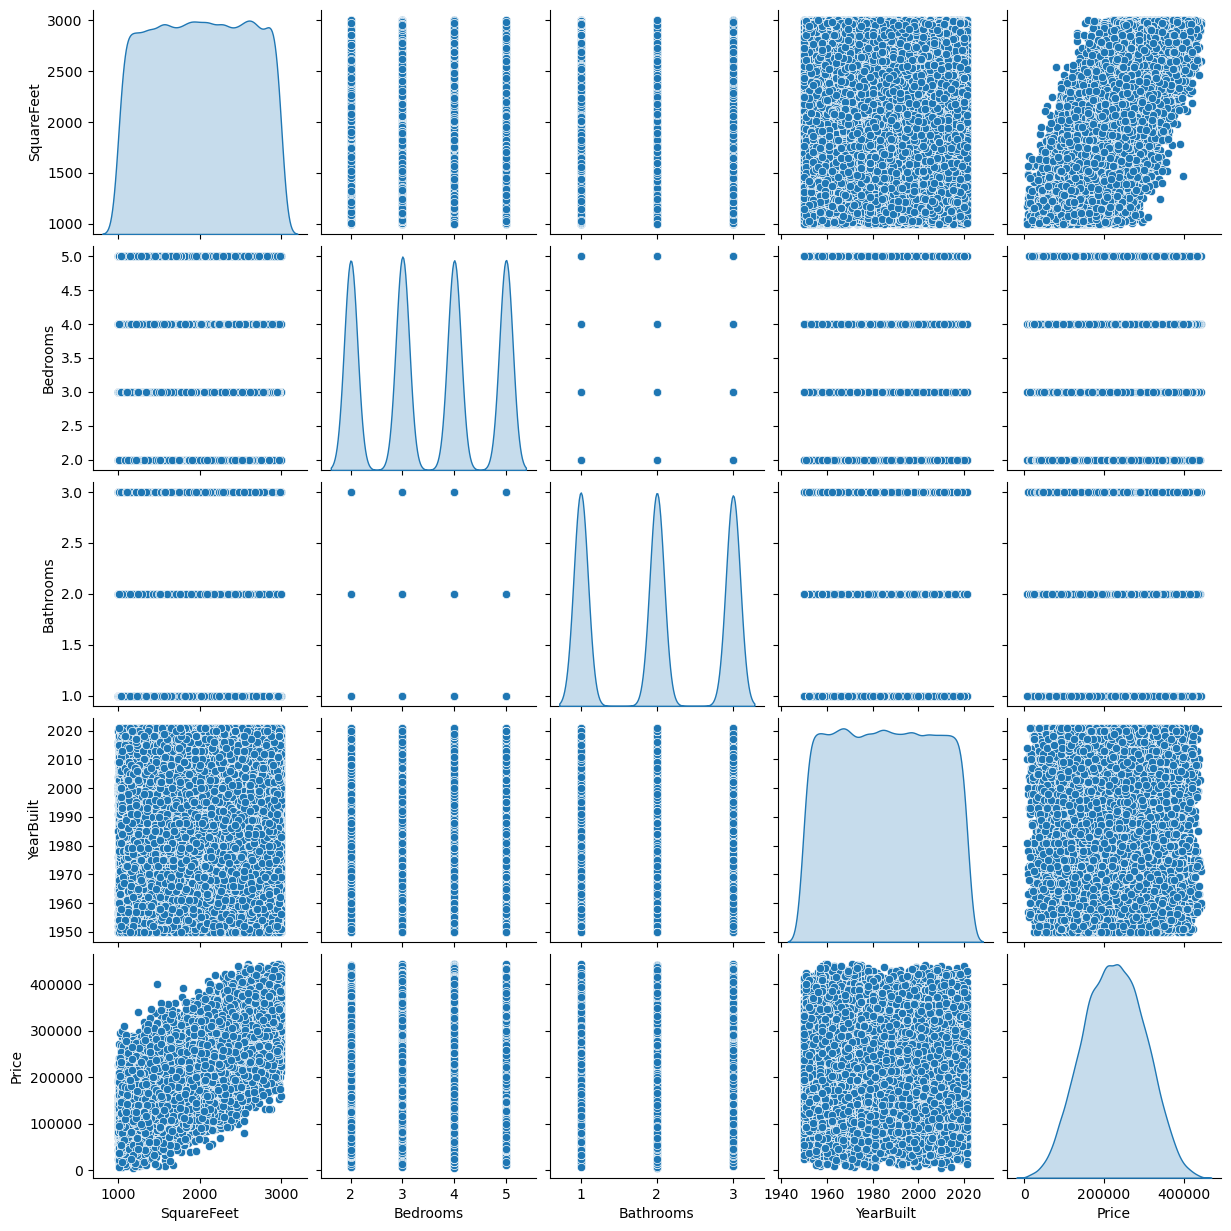 3000
2500
2000
1500
1000
SquareFeet
5.0
4.5
4.0
3.5
3.0
2.5
2.0
Bedrooms
3.0
2.5
2.0
1.5
1.0
Bathrooms
2020
2010
2000
1990
1980
1970
1960
1950
YearBuilt
400000
300000
200000
100000
0
Price
1000 2000 3000
2 3 4 5
1 2 3
1940 1960 1980 2000 2020
0 200000 400000
SquareFeet
Bedrooms
Bathrooms
YearBuilt
Price